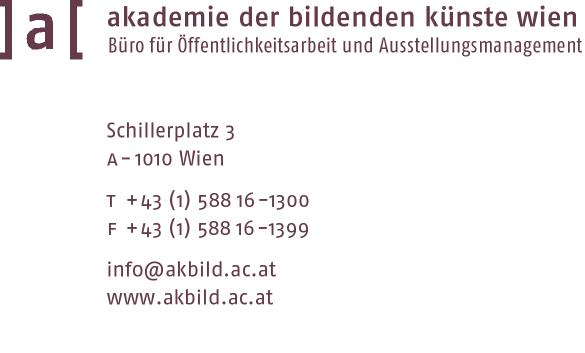 ]a[ akademie der bildenden künste wien
Büro für Öffentlichkeitsarbeit und Ausstellungsmanagement
Schillerplatz 3
A – 1010 Wien
T +43 (1) 588 16 –1300
F +43 (1) 588 16 –1399
info@akbild.ac.at
www.akbild.ac.at